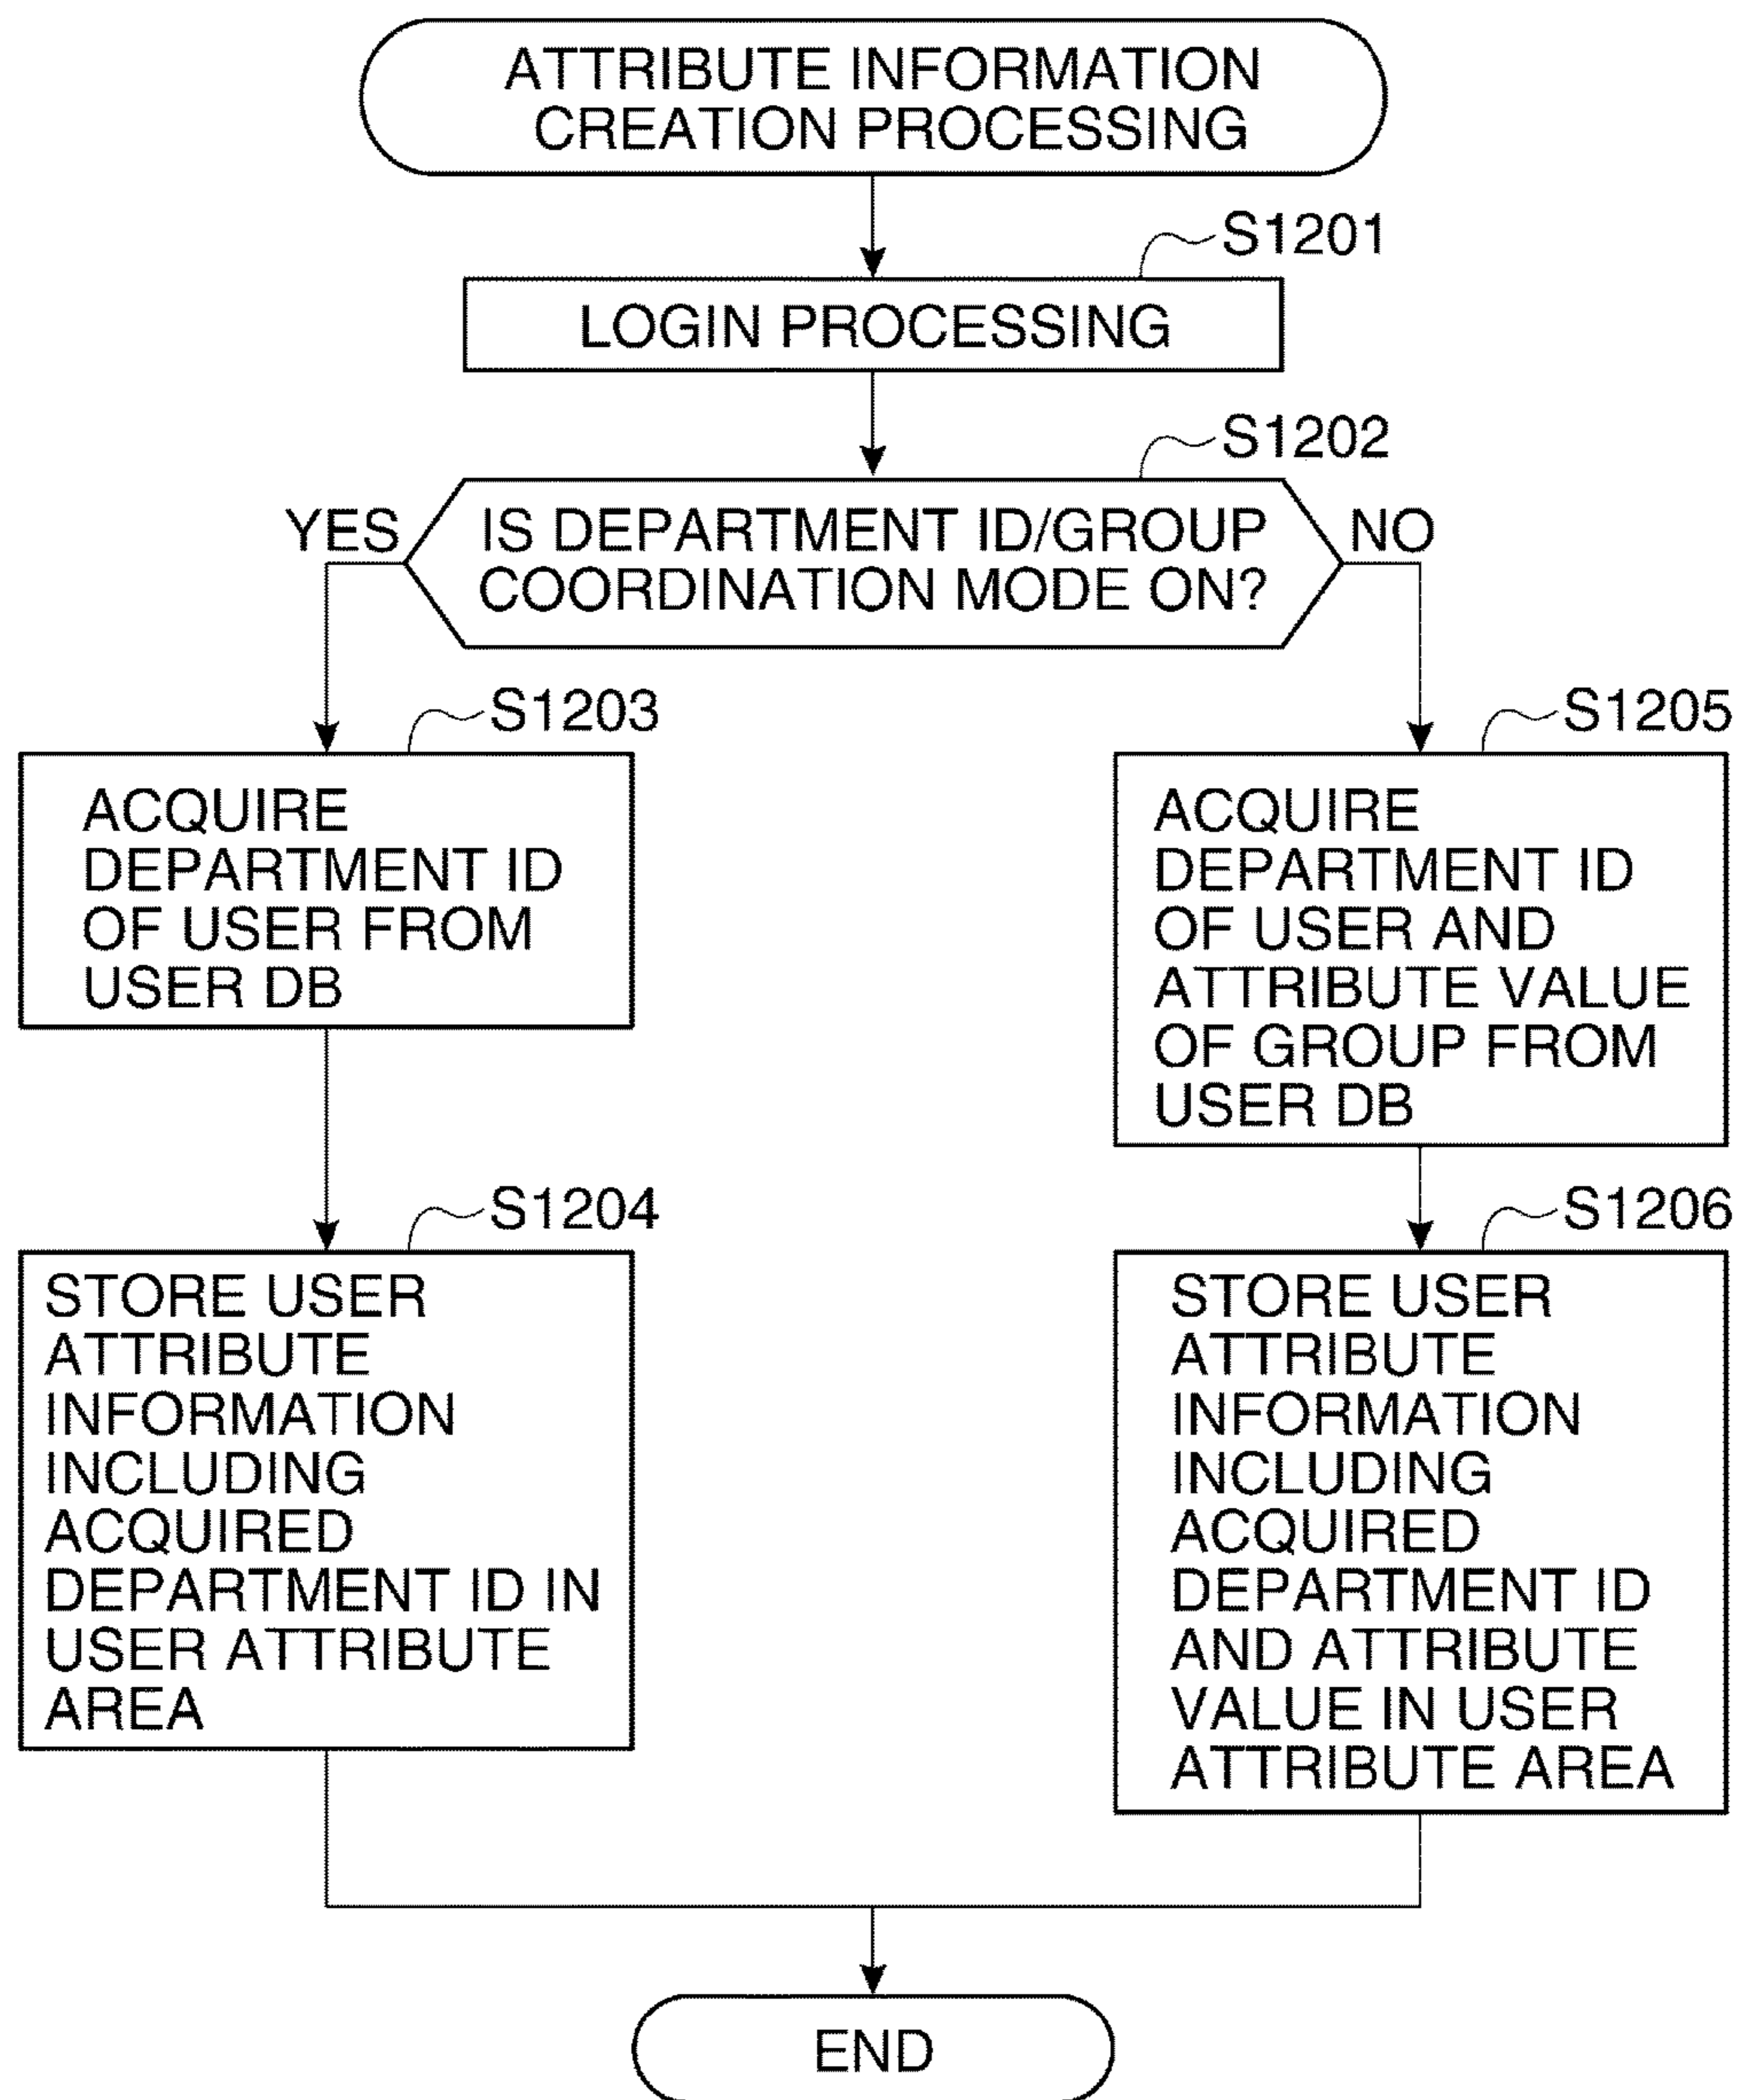 ATTRIBUTE INFORMATION
CREATION PROCESSING
S1201
LOGIN PROCESSING
S1202
YES
IS DEPARTMENT ID/GROUP
COORDINATION MODE ON?
NO
S1203
ACQUIRE
DEPARTMENT ID
OF USER FROM
USER DB
S1205
ACQUIRE
DEPARTMENT ID
OF USER AND
ATTRIBUTE VALUE
OF GROUP FROM
USER DB
S1204
STORE USER
ATTRIBUTE
INFORMATION
INCLUDING
ACQUIRED
DEPARTMENT ID IN
USER ATTRIBUTE
AREA
S1206
STORE USER
ATTRIBUTE
INFORMATION
INCLUDING
ACQUIRED
DEPARTMENT ID
AND ATTRIBUTE
VALUE IN USER
ATTRIBUTE AREA
END